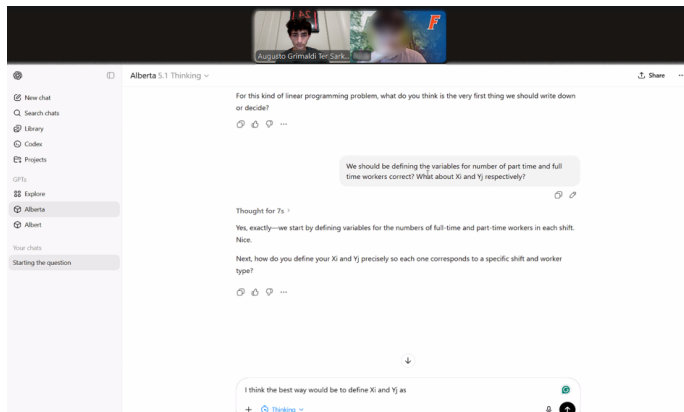 F
Augusto Grimaldi Ter Sark...
Alberta 5.1 Thinking
Share
New chat
Search chats
Library
Codex
Projects
GPTs
Explore
Alberta
Albert
Your chats
Starting the question
For this kind of linear programming problem, what do you think is the very first thing we should write down
or decide?
We should be defining the variables for number of part time and full
time workers correct? What about Xi and Yj respectively?
Thought for 7s
Yes, exactly—we start by defining variables for the numbers of full-time and part-time workers in each shift.
Nice.
Next, how do you define your Xi and Yj precisely so each one corresponds to a specific shift and worker
type?
I think the best way would be to define Xi and Yj as
Thinking